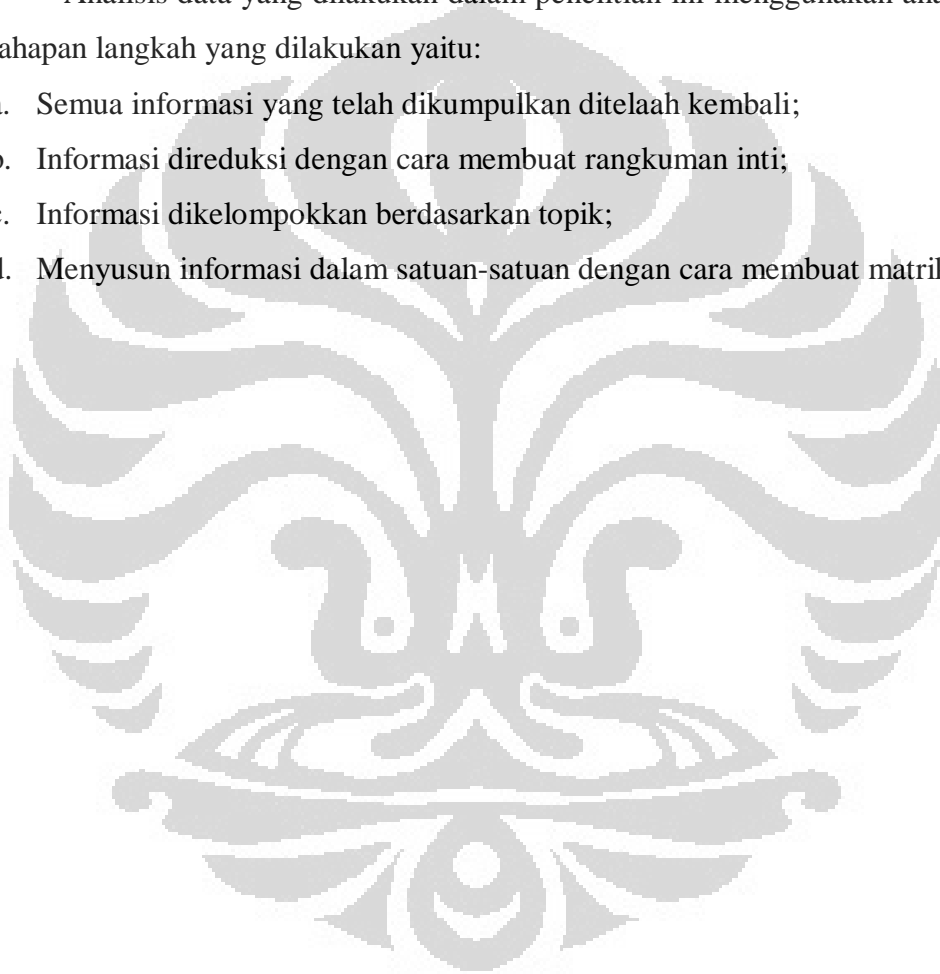 Analisis data yang dilakukan dalam penelitian ini menggunakan
ahapan langkah yang dilakukan yaitu:
a. Semua informasi yang telah dikumpulkan ditelaah kembali;
b. Informasi direduksi dengan cara membuat rangkuman inti;
c. Informasi dikelompokkan berdasarkan topik;
d. Menyusun informasi dalam satuan-satuan dengan cara membuat matrik